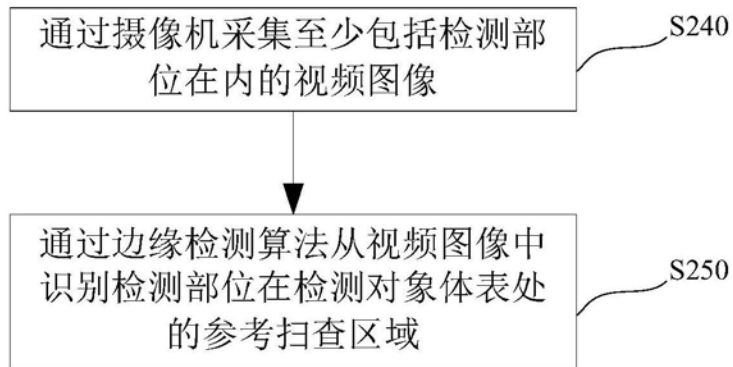 通过摄像机采集至少包括检测部
位在内的视频图像
S240
通过边缘检测算法从视频图像中
识别检测部位在检测对象体表处
的参考扫查区域
S250